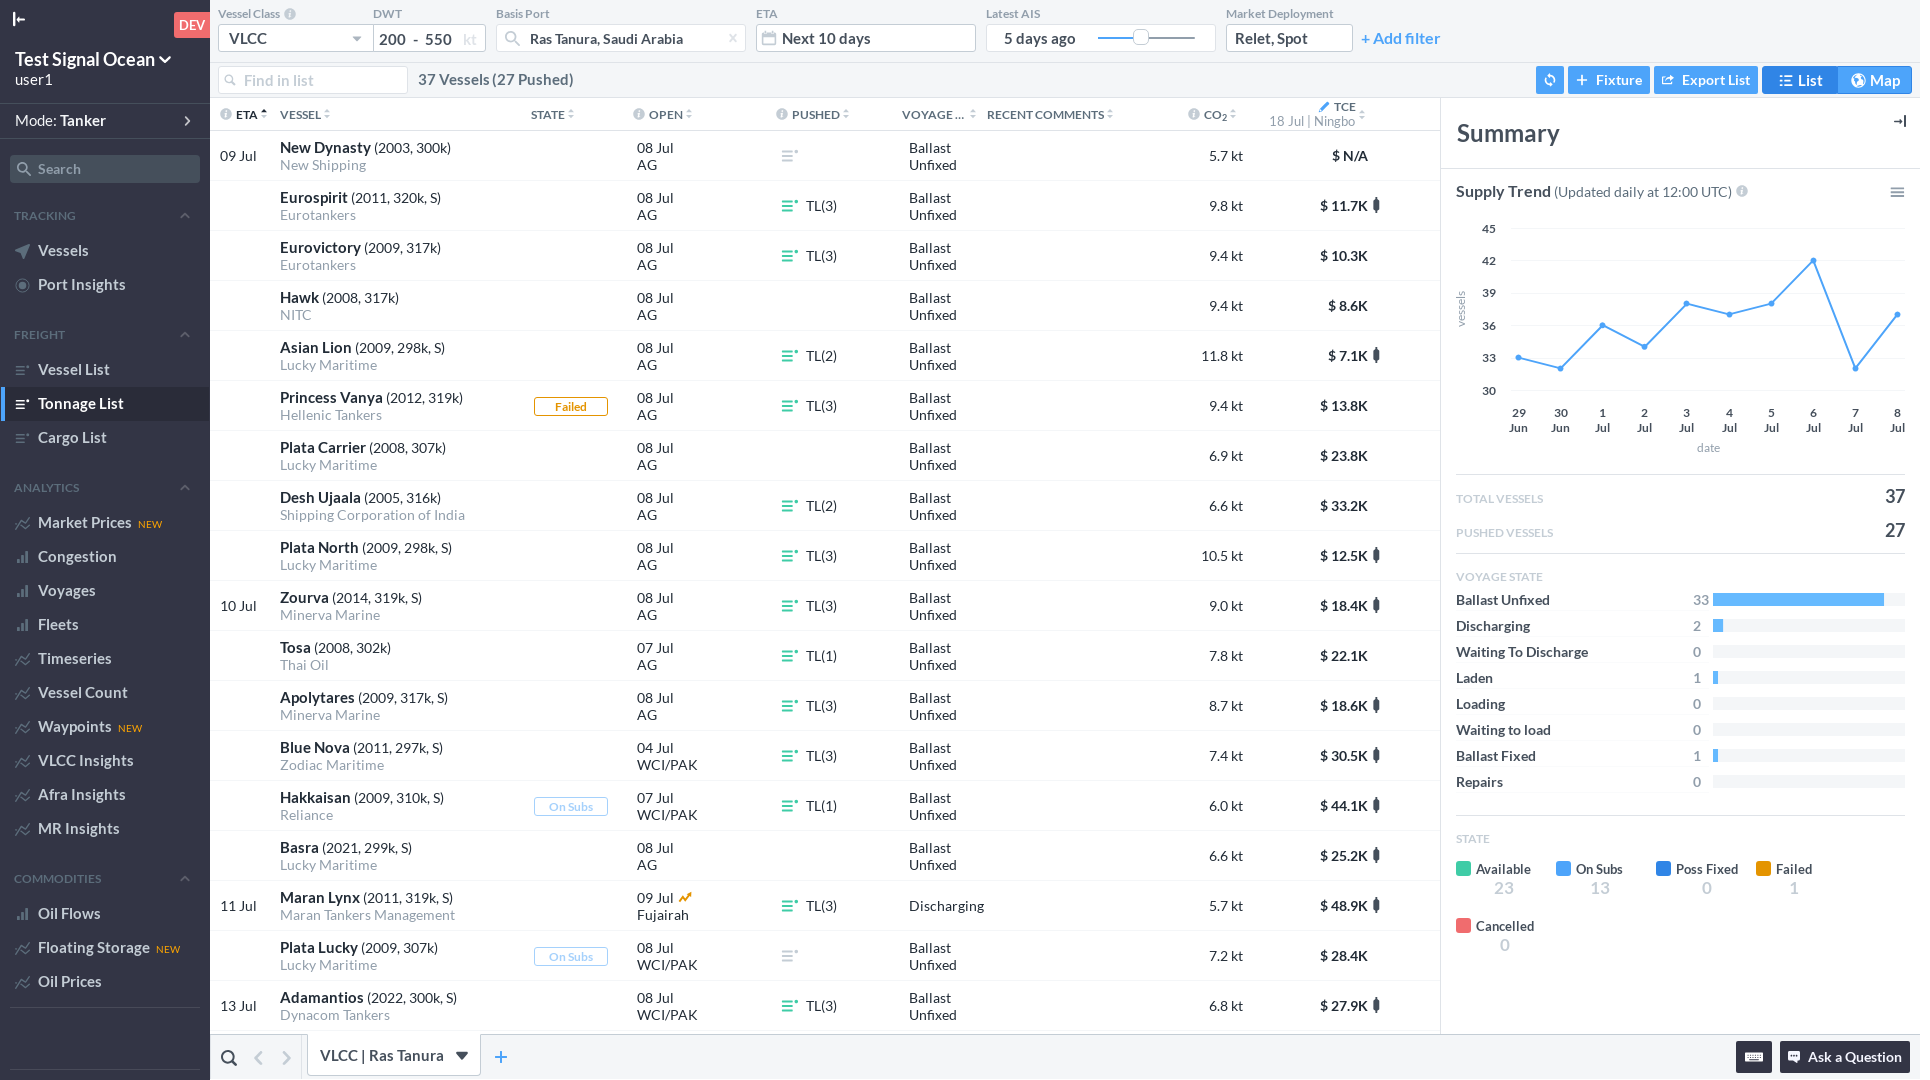 DEV
Test Signal Ocean
user1
Mode: Tanker
Search
TRACKING
Vessels
Port Insights
FREIGHT
Vessel List
Tonnage List
Cargo List
ANALYTICS
Market Prices NEW
Congestion
Voyages
Fleets
Timeseries
Vessel Count
Waypoints NEW
VLCC Insights
Afra Insights
MR Insights
COMMODITIES
Oil Flows
Floating Storage NEW
Oil Prices
Vessel Class DWT Basis Port ETA Latest AIS Market Deployment
VLCC 200 - 550 kt Ras Tanura, Saudi Arabia x Next 10 days 5 days ago Relet, Spot + Add filter
Find in list 37 Vessels (27 Pushed) + Fixture Export List List Map
ETA VESSEL STATE OPEN PUSHED VOYAGE ... RECENT COMMENTS CO2 TCE
18 Jul | Ningbo
09 Jul New Dynasty (2003, 300k) 08 Jul Ballast 5.7 kt $ N/A
New Shipping AG Unfixed
Eurospirit (2011, 320k, S) 08 Jul TL(3) Ballast 9.8 kt $ 11.7K
Eurotankers AG Unfixed
Eurovictory (2009, 317k) 08 Jul TL(3) Ballast 9.4 kt $ 10.3K
Eurotankers AG Unfixed
Hawk (2008, 317k) 08 Jul Ballast 9.4 kt $ 8.6K
NITC AG Unfixed
Asian Lion (2009, 298k, S) 08 Jul TL(2) Ballast 11.8 kt $ 7.1K
Lucky Maritime AG Unfixed
Princess Vanya (2012, 319k) Failed 08 Jul TL(3) Ballast 9.4 kt $ 13.8K
Hellenic Tankers AG Unfixed
Plata Carrier (2008, 307k) 08 Jul Ballast 6.9 kt $ 23.8K
Lucky Maritime AG Unfixed
Desh Ujaala (2005, 316k) 08 Jul TL(2) Ballast 6.6 kt $ 33.2K
Shipping Corporation of India AG Unfixed
Plata North (2009, 298k, S) 08 Jul TL(3) Ballast 10.5 kt $ 12.5K
Lucky Maritime AG Unfixed
10 Jul Zourva (2014, 319k, S) 08 Jul TL(3) Ballast 9.0 kt $ 18.4K
Minerva Marine AG Unfixed
Tosa (2008, 302k) 07 Jul TL(1) Ballast 7.8 kt $ 22.1K
Thai Oil AG Unfixed
Apolytares (2009, 317k, S) 08 Jul TL(3) Ballast 8.7 kt $ 18.6K
Minerva Marine AG Unfixed
Blue Nova (2011, 297k, S) 04 Jul TL(3) Ballast 7.4 kt $ 30.5K
Zodiac Maritime WCI/PAK Unfixed
Hakkaisan (2009, 310k, S) On Subs 07 Jul TL(1) Ballast 6.0 kt $ 44.1K
Reliance WCI/PAK Unfixed
Basra (2021, 299k, S) 08 Jul Ballast 6.6 kt $ 25.2K
Lucky Maritime AG Unfixed
11 Jul Maran Lynx (2011, 319k, S) 09 Jul TL(3) Discharging 5.7 kt $ 48.9K
Maran Tankers Management Fujairah
Plata Lucky (2009, 307k) On Subs 08 Jul Ballast 7.2 kt $ 28.4K
Lucky Maritime WCI/PAK Unfixed
13 Jul Adamantios (2022, 300k, S) 08 Jul TL(3) Ballast 6.8 kt $ 27.9K
Dynacom Tankers WCI/PAK Unfixed
VLCC | Ras Tanura
Summary
Supply Trend (Updated daily at 12:00 UTC)
45
42
39
36
33
30
vessels
29 30 1 2 3 4 5 6 7 8
Jun Jun Jul Jul Jul Jul Jul Jul Jul Jul
date
TOTAL VESSELS 37
PUSHED VESSELS 27
VOYAGE STATE
Ballast Unfixed 33
Discharging 2
Waiting To Discharge 0
Laden 1
Loading 0
Waiting to load 0
Ballast Fixed 1
Repairs 0
STATE
Available On Subs Poss Fixed Failed
23 13 0 1
Cancelled
0
Ask a Question